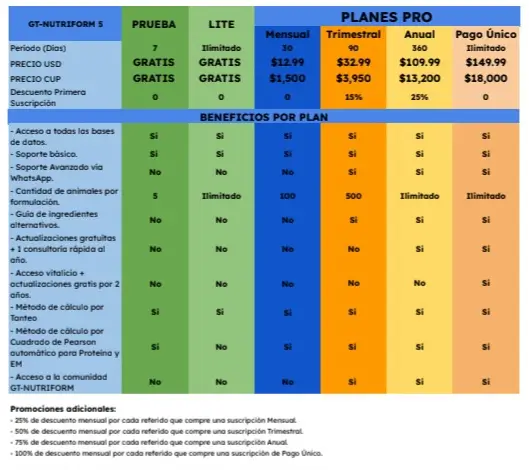 GT-NUTRIFORM 5 PRUEBA LITE PLANES PRO
Mensual Trimestral Anual Pago Único
Periodo (Días) 7 Ilimitado 30 90 360 Ilimitado
PRECIO USD GRATIS GRATIS $12.99 $32.99 $109.99 $149.99
PRECIO CUP GRATIS GRATIS $1,500 $3,950 $13,200 $18,000
Descuento Primera
Suscripción 0 0 0 15% 25% 0
BENEFICIOS POR PLAN
- Acceso a todas las bases
de datos. Si Si Si Si Si Si
- Soporte básico. Si Si Si Si Si Si
- Soporte Avanzado vía
WhatsApp. No No No Si Si Si
- Cantidad de animales por
formulación. 5 Ilimitado 100 500 Ilimitado Ilimitado
- Guía de ingredientes
alternativos. No No No Si Si Si
- Actualizaciones gratuitas
+ 1 consultoría rápida al
año. No No No No Si Si
- Acceso vitalicio +
actualizaciones gratis por 2
años. No No No No No Si
- Método de cálculo por
Tanteo Si Si Si Si Si Si
- Método de cálculo por
Cuadrado de Pearson
automático para Proteína y
EM Si No Si Si Si Si
- Acceso a la comunidad
GT-NUTRIFORM No No No Si Si Si
Promociones adicionales:
- 25% de descuento mensual por cada referido que compre una suscripción Mensual.
- 50% de descuento mensual por cada referido que compre una suscripción Trimestral.
- 75% de descuento mensual por cada referido que compre una suscripción Anual.
- 100% de descuento mensual por cada referido que compre una suscripción de Pago Único.